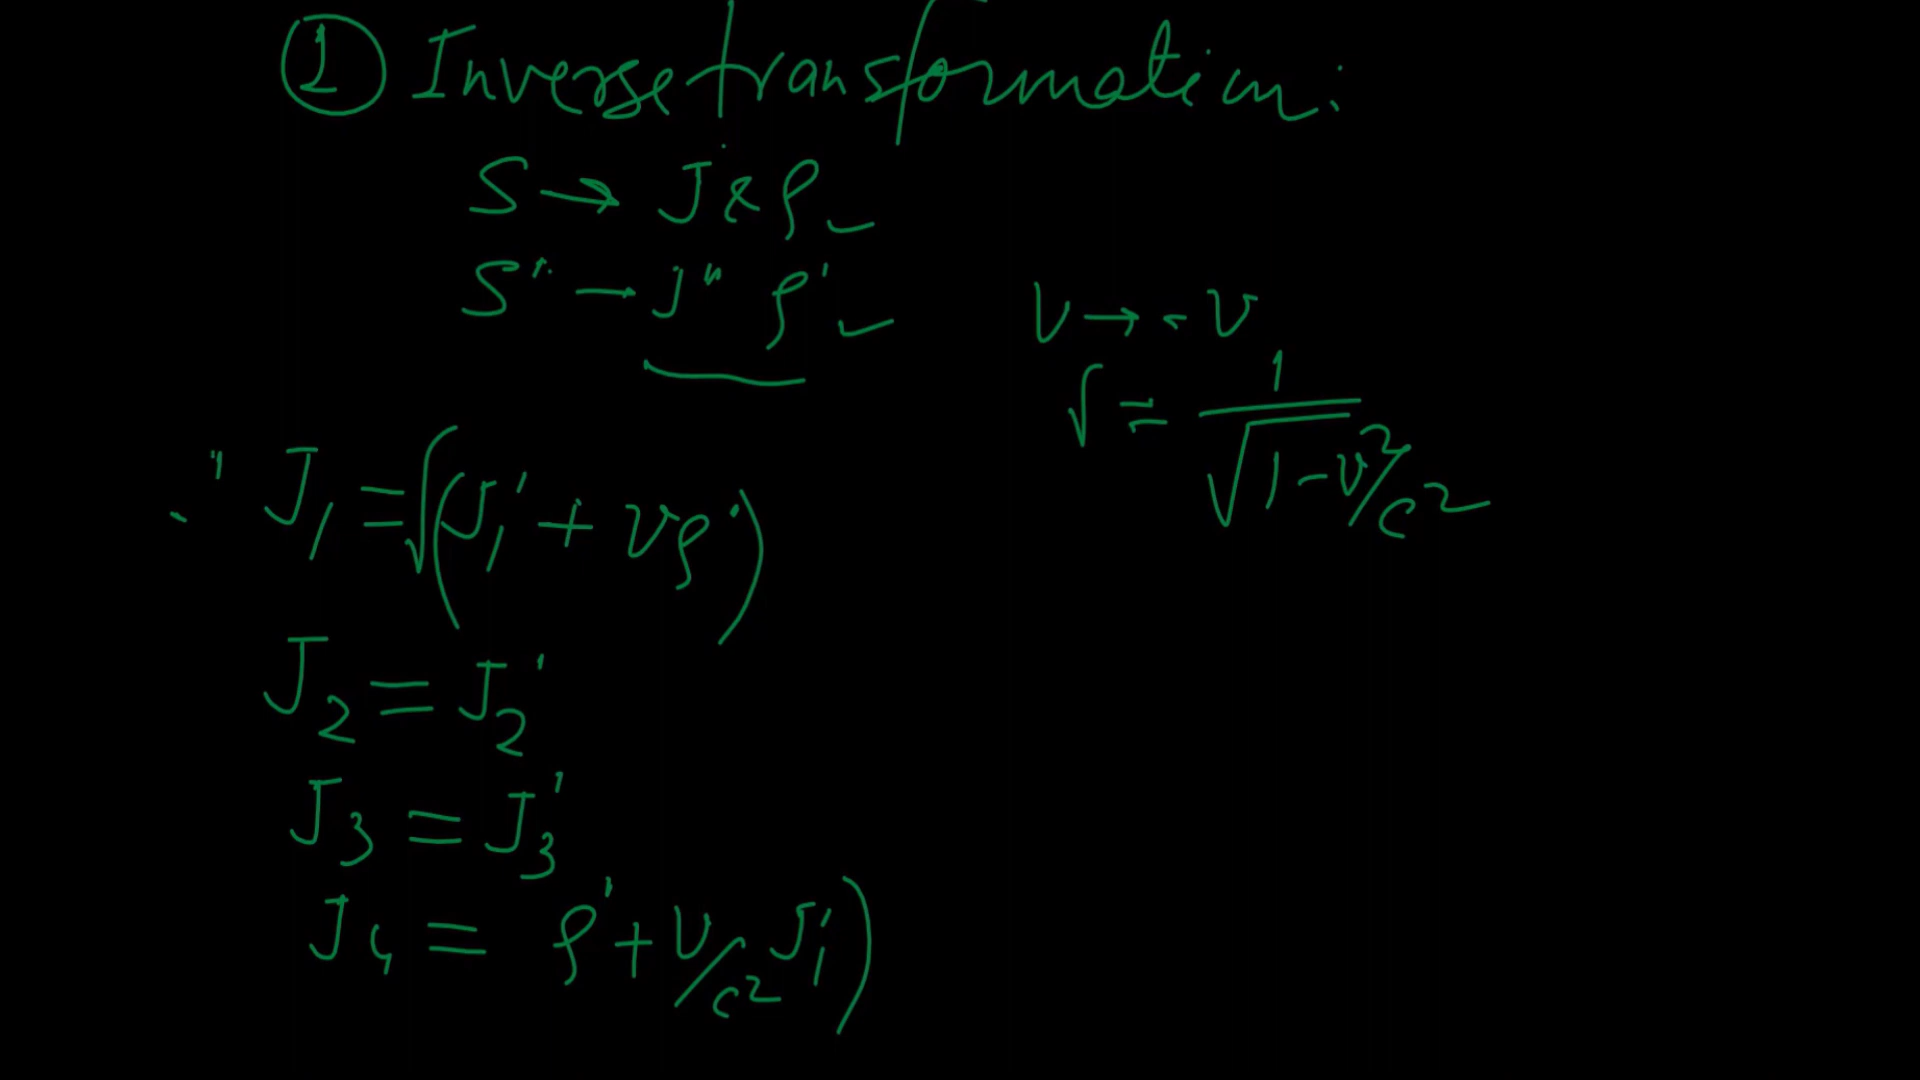 ① Inverse transformation:
S → J & ρ
S' → J' ρ'
V → - V
γ = 1/√(1 - v²/c²)
∴ J₁ = γ(J₁' + vρ')
J₂ = J₂'
J₃ = J₃'
J₄ = ρ' + v/c² J₁')